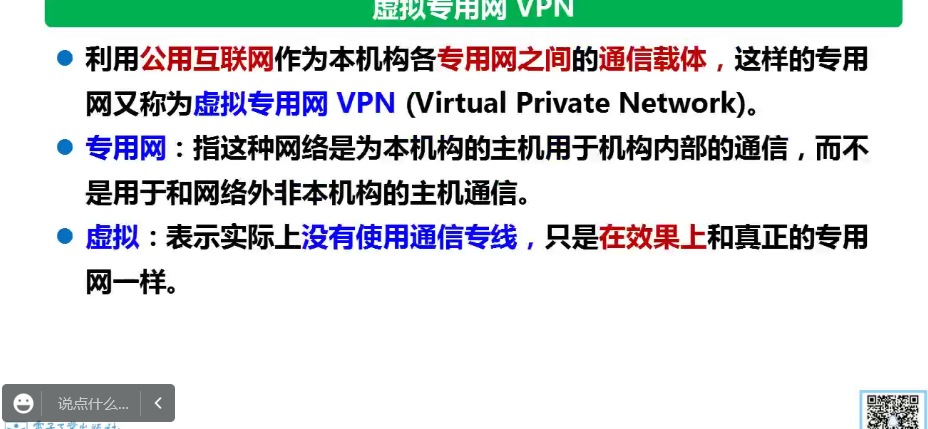 虚拟专用网 VPN
利用公用互联网作为本机构各专用网之间的通信载体，这样的专用
网又称为虚拟专用网 VPN (Virtual Private Network)。
专用网：指这种网络是为本机构的主机用于机构内部的通信，而不
是用于和网络外非本机构的主机通信。
虚拟：表示实际上没有使用通信专线，只是在效果上和真正的专用
网一样。
说点什么...